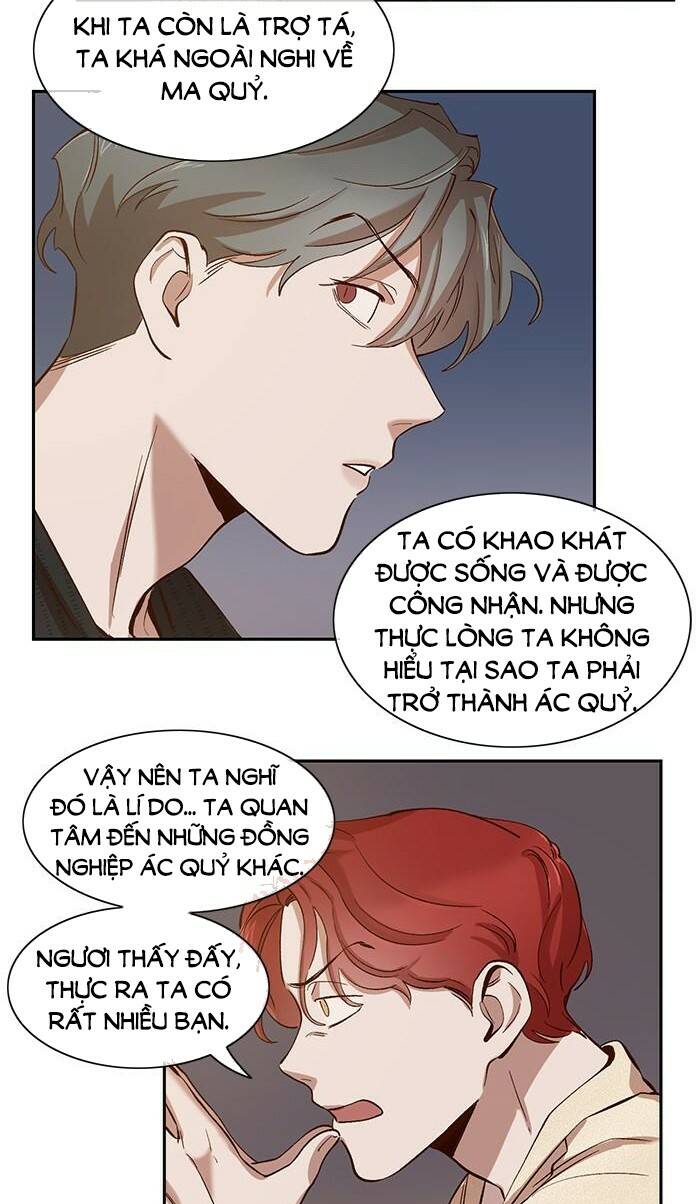 KHI TA CÒN LÀ TRỢ TÁ,
TA KHÁ NGOÀI NGHI VỀ
MA QUỶ.
TA CÓ KHAO KHÁT
ĐƯỢC SỐNG VÀ ĐƯỢC
CÔNG NHẬN. NHƯNG
THỰC LÒNG TA KHÔNG
HIỂU TẠI SAO TA PHẢI
TRỞ THÀNH ÁC QUỶ.
VẬY NÊN TA NGHĨ
ĐÓ LÀ LÍ DO... TA QUAN
TÂM ĐẾN NHỮNG ĐỒNG
NGHIỆP ÁC QUỶ KHÁC.
NGƯƠI THẤY ĐẤY,
THỰC RA TA CÓ
RẤT NHIỀU BẠN.